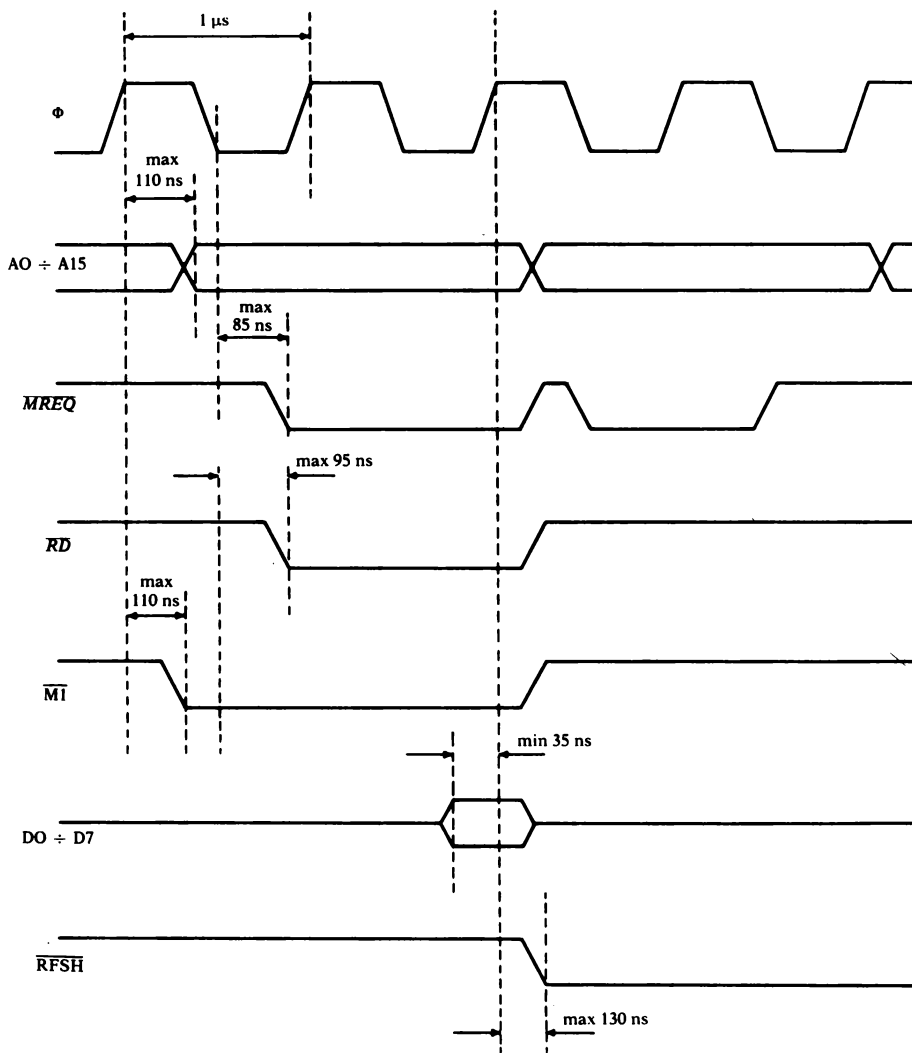 1 μs
Φ
max
110 ns
AO ÷ A15
max
85 ns
MREQ
max 95 ns
RD
max
110 ns
MI
min 35 ns
DO ÷ D7
RFSH
max 130 ns